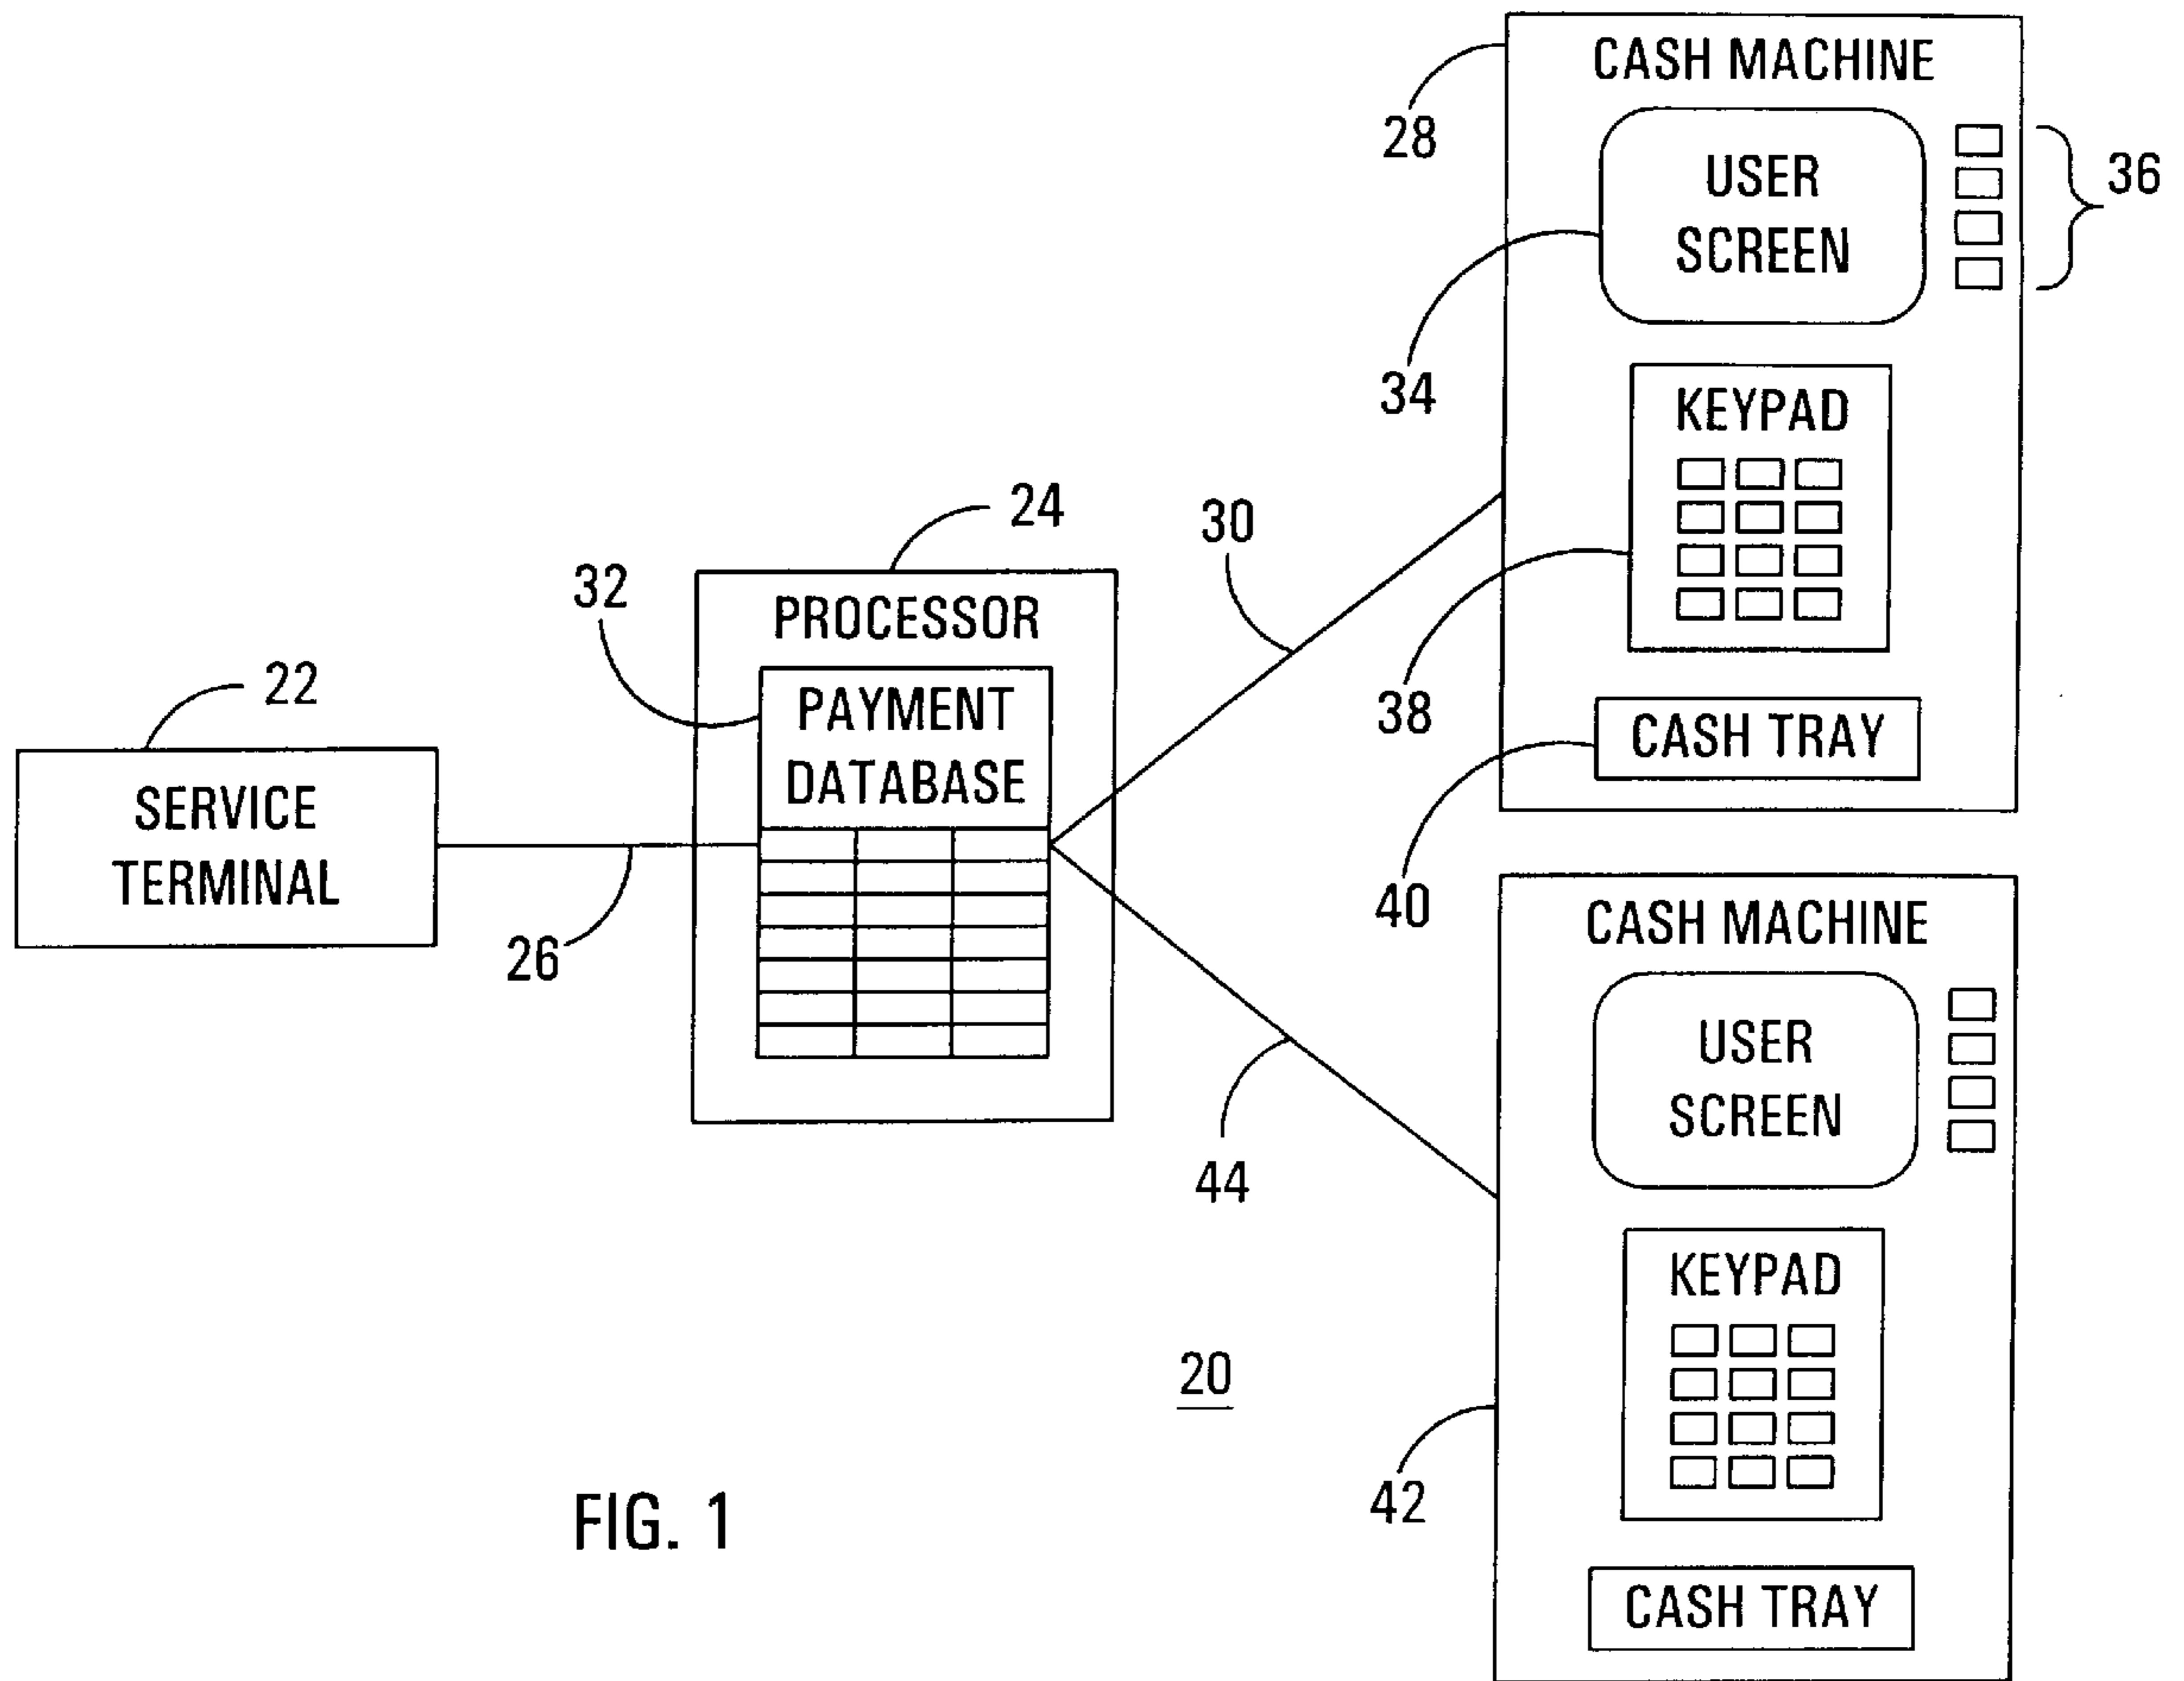 CASH MACHINE
28
USER
SCREEN
36
34
KEYPAD
38
CASH TRAY
40
30
24
PROCESSOR
32
PAYMENT
DATABASE
22
SERVICE
TERMINAL
26
44
CASH MACHINE
USER
SCREEN
KEYPAD
42
CASH TRAY
20
FIG. 1